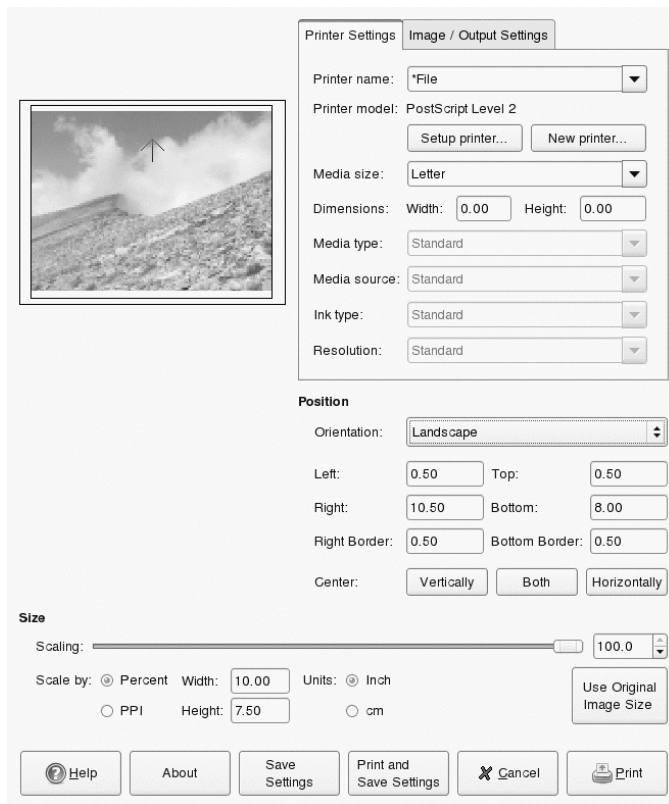 Printer Settings
Image / Output Settings
Printer name: *File
Printer model: PostScript Level 2
Setup printer... New printer...
Media size: Letter
Dimensions: Width: 0.00 Height: 0.00
Media type: Standard
Media source: Standard
Ink type: Standard
Resolution: Standard
Position
Orientation: Landscape
Left: 0.50 Top: 0.50
Right: 10.50 Bottom: 8.00
Right Border: 0.50 Bottom Border: 0.50
Center: Vertically Both Horizontally
Size
Scaling: 100.0
Scale by: Percent Width: 10.00 Units: Inch
PPI Height: 7.50 cm
Use Original
Image Size
Help
About
Save
Settings
Print and
Save Settings
Cancel
Print